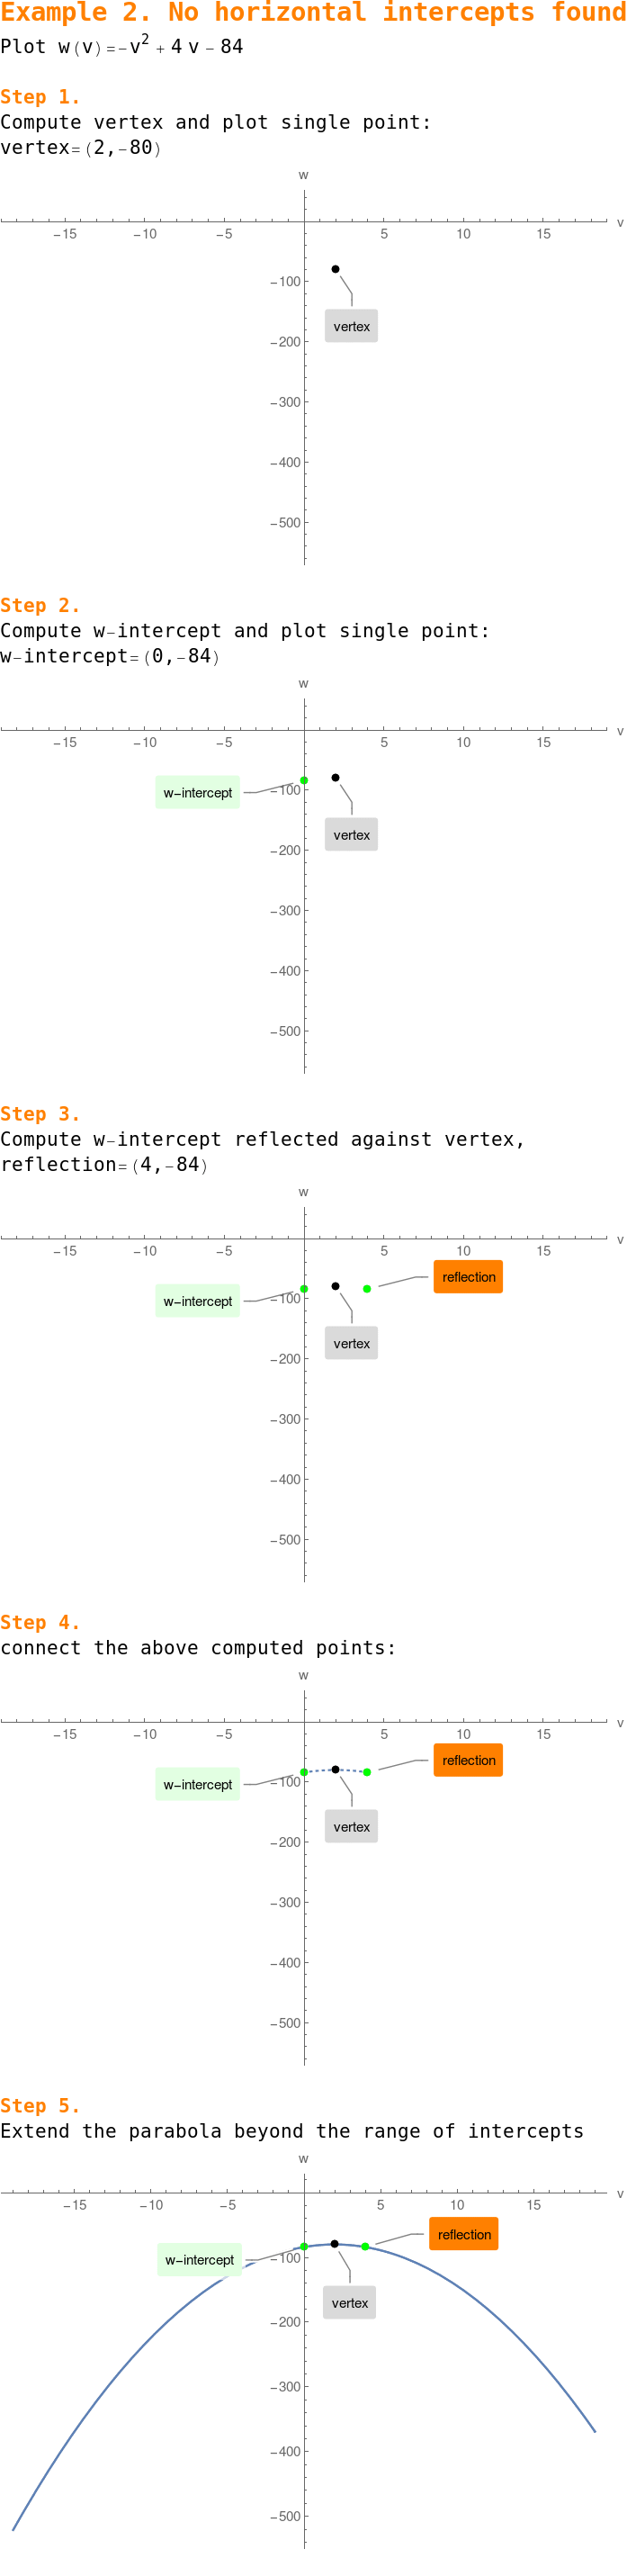 Example 2. No horizontal intercepts found
Plot w(v)=-v² + 4 v - 84
Step 1.
Compute vertex and plot single point:
vertex=(2,-80)
w
v
-15 -10 -5 5 10 15
-100
vertex
-200
-300
-400
-500
Step 2.
Compute w-intercept and plot single point:
w-intercept=(0,-84)
w
v
-15 -10 -5 5 10 15
w-intercept -100
vertex
-200
-300
-400
-500
Step 3.
Compute w-intercept reflected against vertex,
reflection=(4,-84)
w
v
-15 -10 -5 5 10 15
reflection
w-intercept -100
vertex
-200
-300
-400
-500
Step 4.
connect the above computed points:
w
v
-15 -10 -5 5 10 15
reflection
w-intercept -100
vertex
-200
-300
-400
-500
Step 5.
Extend the parabola beyond the range of intercepts
w
v
-15 -10 -5 5 10 15
reflection
w-intercept -100
vertex
-200
-300
-400
-500